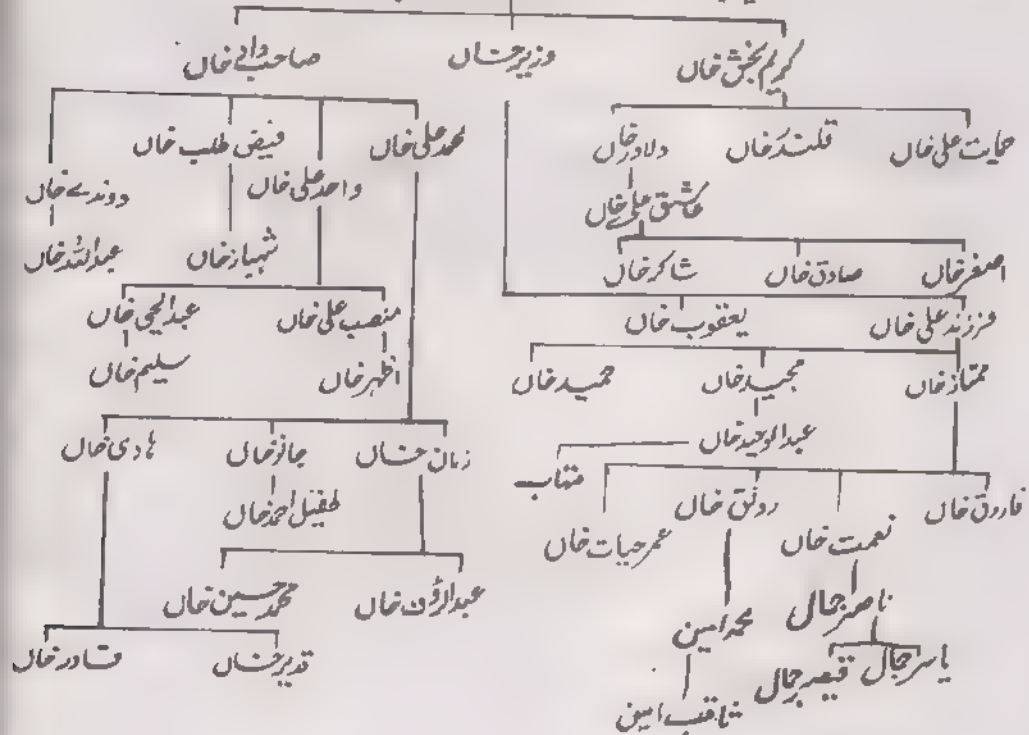 کریم بخش خاں وزیر خاں صاحب داہے خاں
حمایت علی خاں قلندر خاں دلاور خاں محمد علی خاں فیض طلب خاں
واحد علی خاں دوندے خاں
عاشق علی خاں
شہباز خاں عبداللہ خاں
اصغر خاں صادق خاں شاکر خاں
فرزند علی خاں یعقوب خاں منصب علی خاں عبدالحی خاں
ممتاز خاں مجید خاں حمید خاں اظہر خاں سلیم خاں
عبدالوحید خاں زمان خاں جانو خاں ہادی خاں
مہتاب
فاروق خاں رونق خاں طفیل احمد خاں
نعمت خاں عمر حیات خاں
عبدالرؤف خاں محمد حسین خاں
ناصر جمال محمد امین
یاسر جمال قیصر جمال قدیر خاں قادر خاں
ثاقب امین